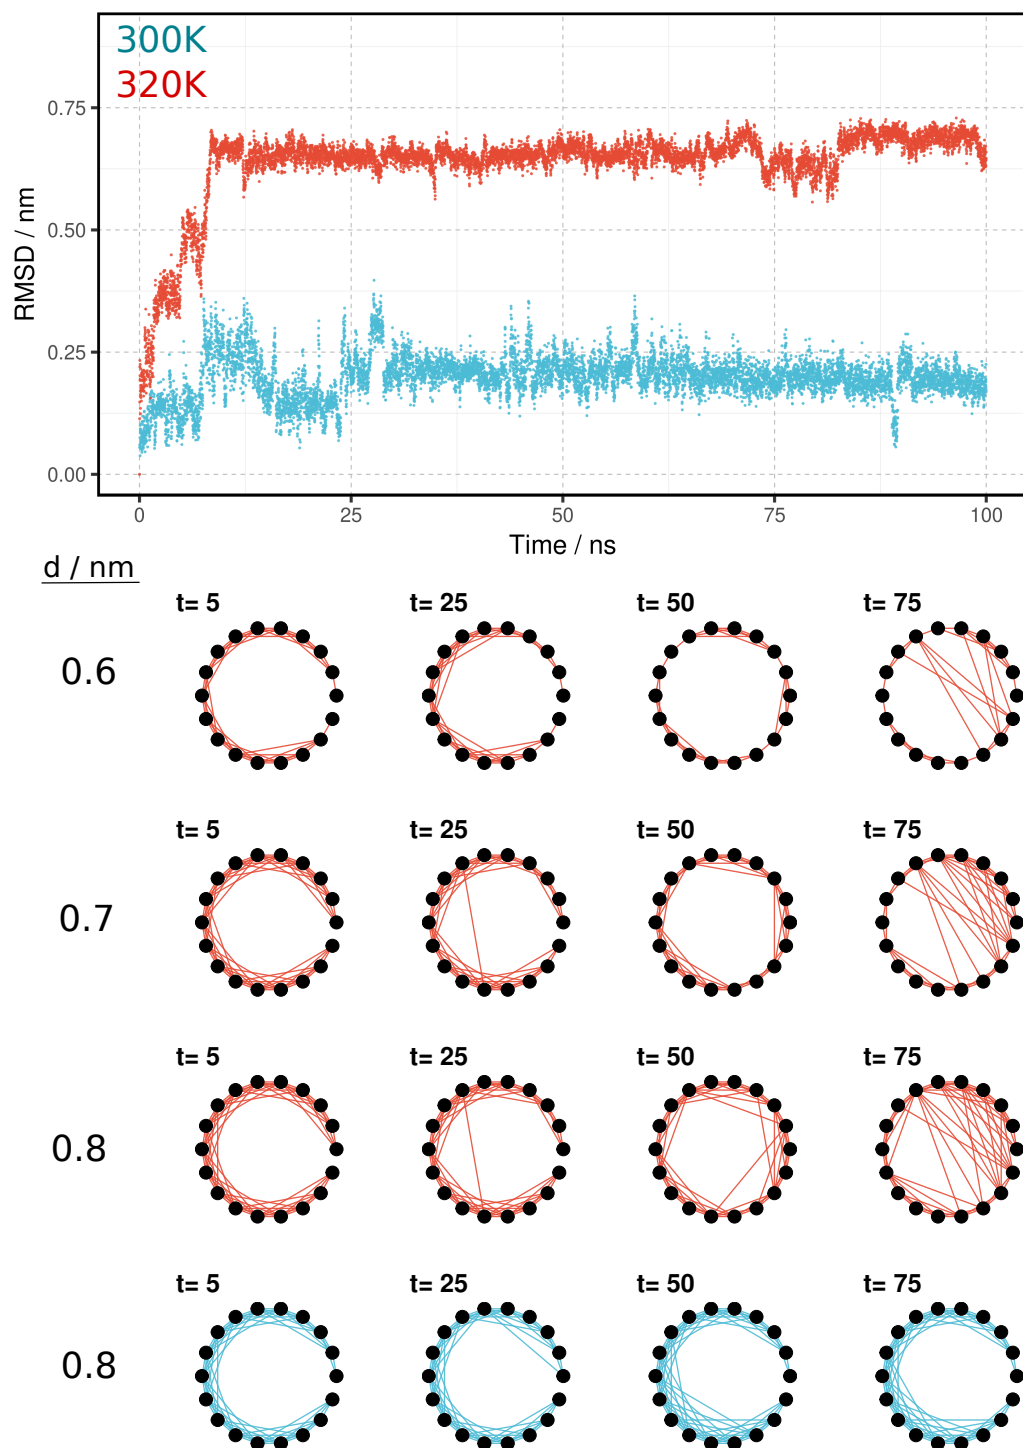 300K
320K
0.75
0.50
0.25
0.00
RMSD / nm
0 25 50 75 100
Time / ns
d / nm
t= 5 t= 25 t= 50 t= 75
0.6
t= 5 t= 25 t= 50 t= 75
0.7
t= 5 t= 25 t= 50 t= 75
0.8
t= 5 t= 25 t= 50 t= 75
0.8